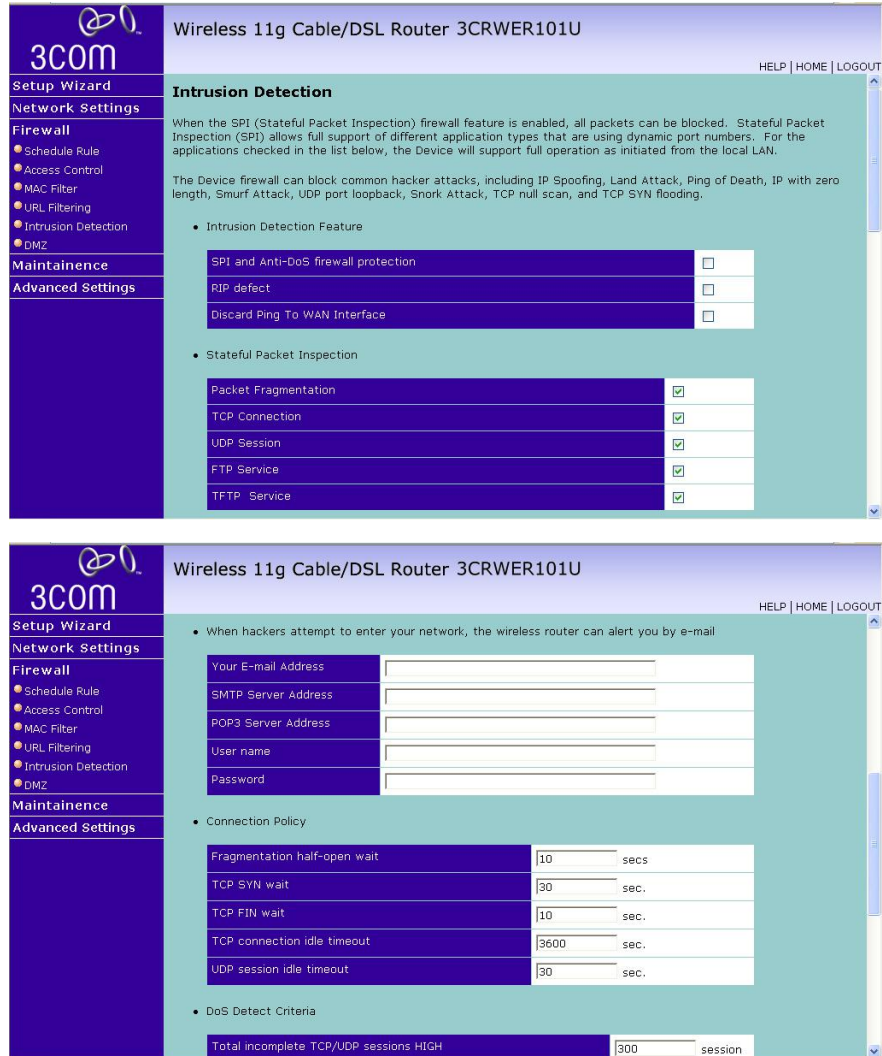 3COM
Wireless 11g Cable/DSL Router 3CRWER101U
HELP | HOME | LOGOUT
Setup Wizard
Network Settings
Firewall
Schedule Rule
Access Control
MAC Filter
URL Filtering
Intrusion Detection
DMZ
Maintainence
Advanced Settings
Intrusion Detection
When the SPI (Stateful Packet Inspection) firewall feature is enabled, all packets can be blocked. Stateful Packet
Inspection (SPI) allows full support of different application types that are using dynamic port numbers. For the
applications checked in the list below, the Device will support full operation as initiated from the local LAN.
The Device firewall can block common hacker attacks, including IP Spoofing, Land Attack, Ping of Death, IP with zero
length, Smurf Attack, UDP port loopback, Snork Attack, TCP null scan, and TCP SYN flooding.
• Intrusion Detection Feature
SPI and Anti-DoS firewall protection
RIP defect
Discard Ping To WAN Interface
• Stateful Packet Inspection
Packet Fragmentation
TCP Connection
UDP Session
FTP Service
TFTP Service
3COM
Wireless 11g Cable/DSL Router 3CRWER101U
HELP | HOME | LOGOUT
Setup Wizard
Network Settings
Firewall
Schedule Rule
Access Control
MAC Filter
URL Filtering
Intrusion Detection
DMZ
Maintainence
Advanced Settings
• When hackers attempt to enter your network, the wireless router can alert you by e-mail
Your E-mail Address
SMTP Server Address
POP3 Server Address
User name
Password
• Connection Policy
Fragmentation half-open wait 10 secs
TCP SYN wait 30 sec.
TCP FIN wait 10 sec.
TCP connection idle timeout 3600 sec.
UDP session idle timeout 30 sec.
• DoS Detect Criteria
Total incomplete TCP/UDP sessions HIGH 300 session